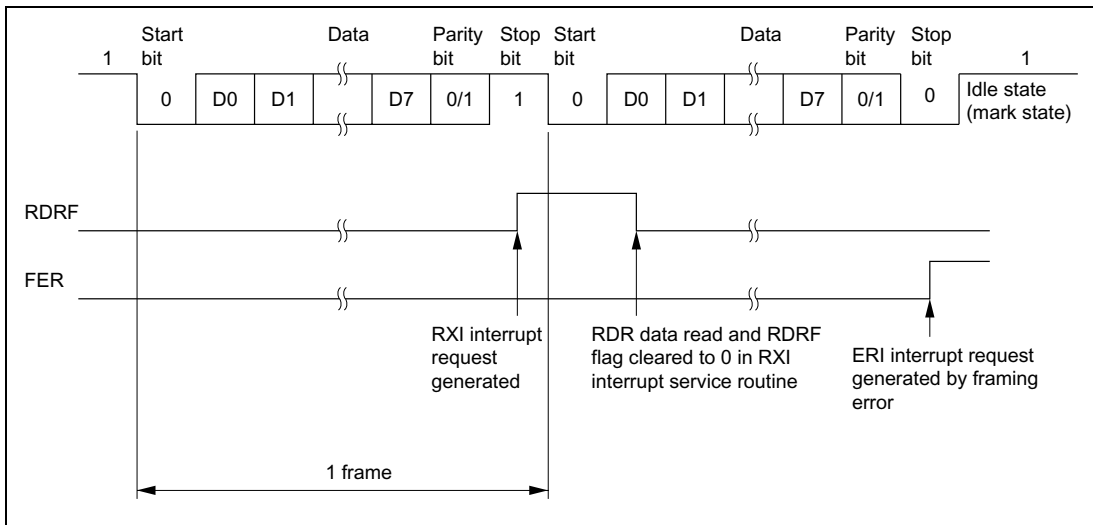 Start bit Data Parity bit Stop bit Start bit Data Parity bit Stop bit
1 1
0 D0 D1 D7 0/1 1 0 D0 D1 D7 0/1 0 Idle state (mark state)
RDRF
FER
RXI interrupt
request
generated
RDR data read and RDRF
flag cleared to 0 in RXI
interrupt service routine
ERI interrupt request
generated by framing
error
1 frame